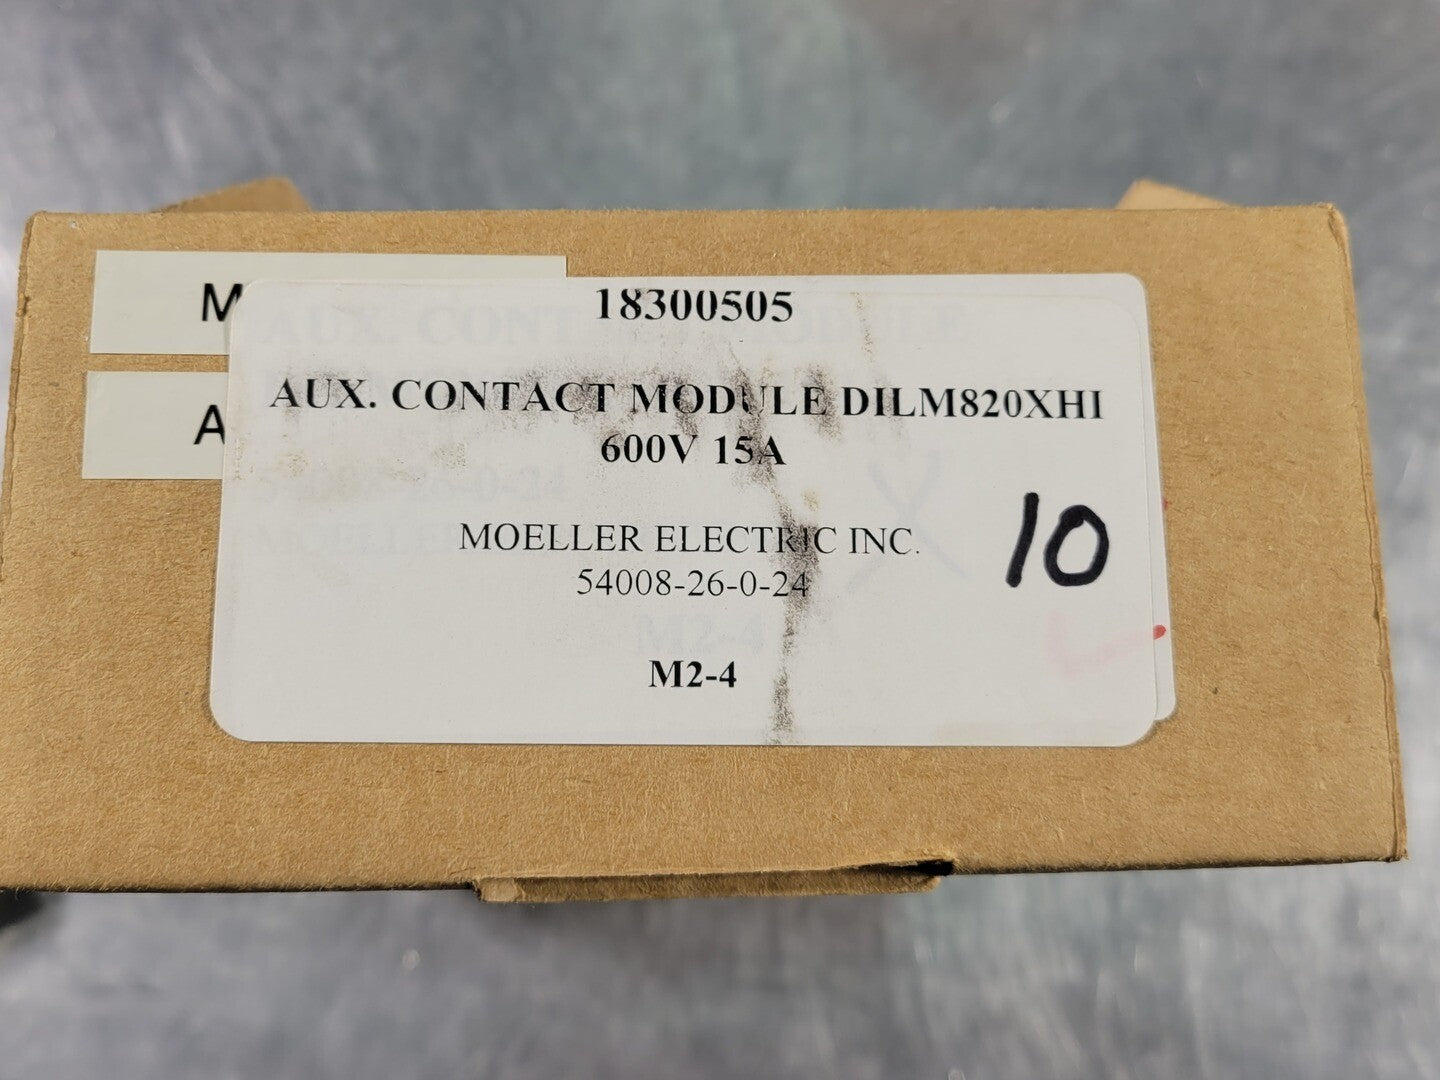 M
A
18300505
AUX. CONTACT MODULE DILM820XHI
600V 15A
MOELLER ELECTRIC INC.
54008-26-0-24
10
M2-4